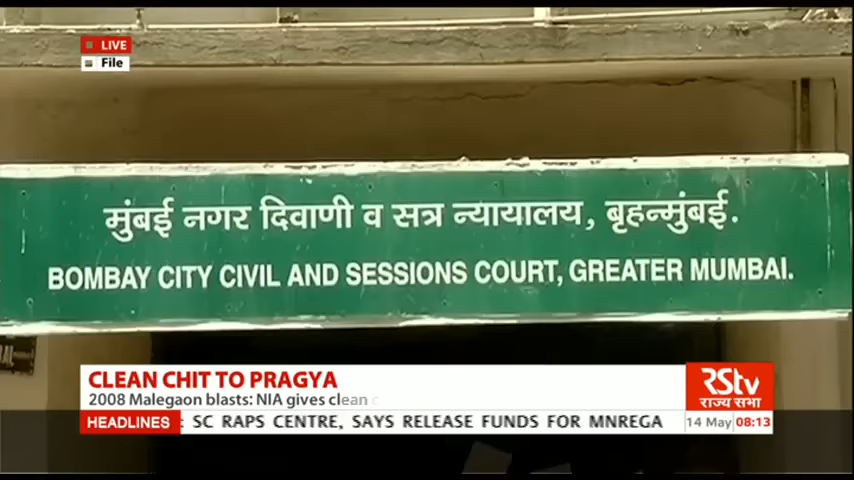 LIVE
File
मुंबई नगर दिवाणी व सत्र न्यायालय, बृहन्मुंबई.
BOMBAY CITY CIVIL AND SESSIONS COURT, GREATER MUMBAI.
CLEAN CHIT TO PRAGYA
2008 Malegaon blasts: NIA gives clean
RSTV
राज्य सभा
HEADLINES : SC RAPS CENTRE, SAYS RELEASE FUNDS FOR MNREGA 14 May 08:13